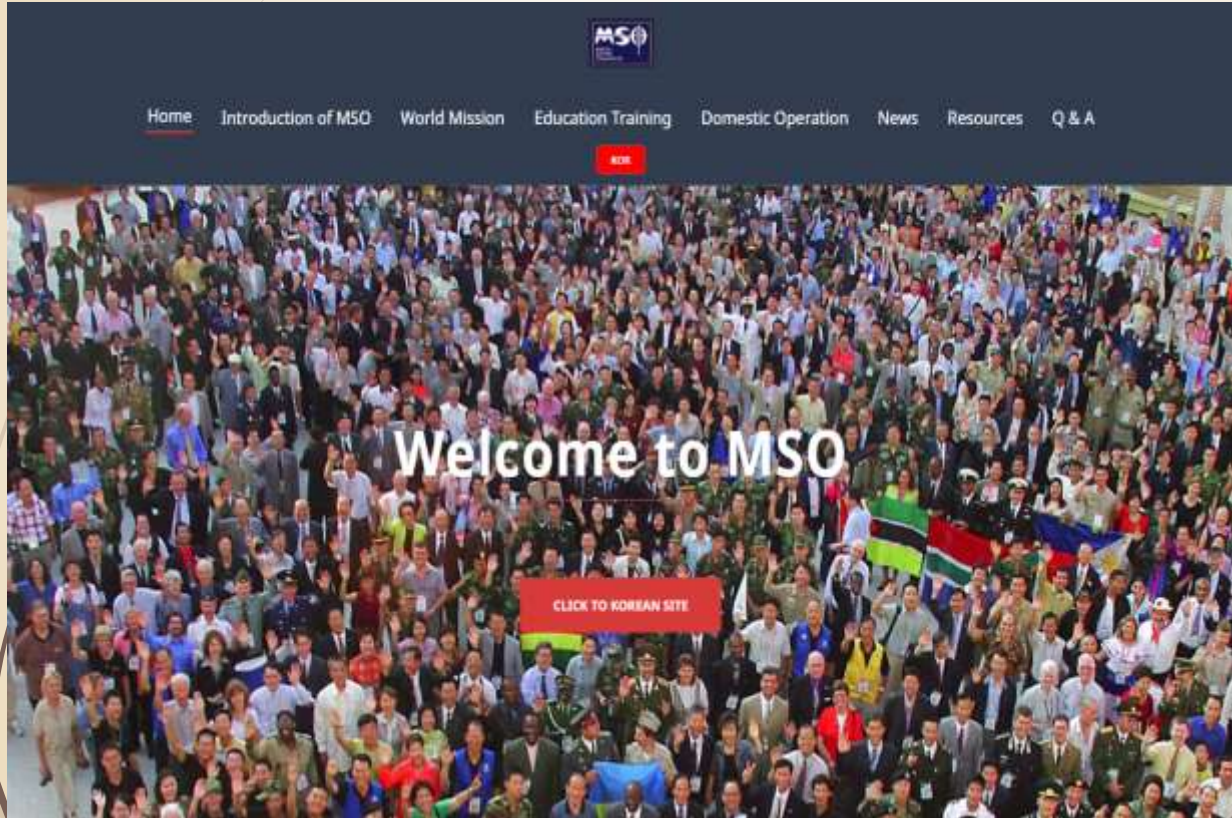 MSO
Home Introduction of MSO World Mission Education Training Domestic Operation News Resources Q & A
KOR
Welcome to MSO
CLICK TO KOREAN SITE